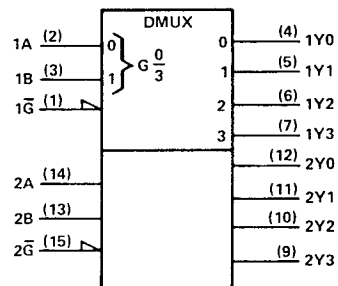 DMUX
1A (2) 0 } G 0/3 0 (4) 1Y0
1B (3) 1 1 (5) 1Y1
1G̅ (1) 2 (6) 1Y2
3 (7) 1Y3
(12) 2Y0
2A (14) (11) 2Y1
2B (13) (10) 2Y2
2G̅ (15) (9) 2Y3